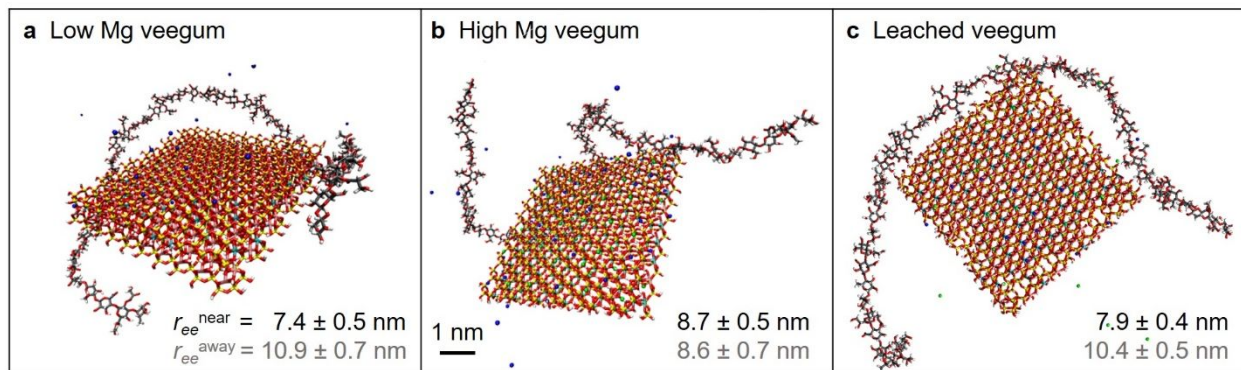 a Low Mg veegum
b High Mg veegum
c Leached veegum
r_ee^near = 7.4 ± 0.5 nm
r_ee^away = 10.9 ± 0.7 nm
1 nm
8.7 ± 0.5 nm
8.6 ± 0.7 nm
7.9 ± 0.4 nm
10.4 ± 0.5 nm